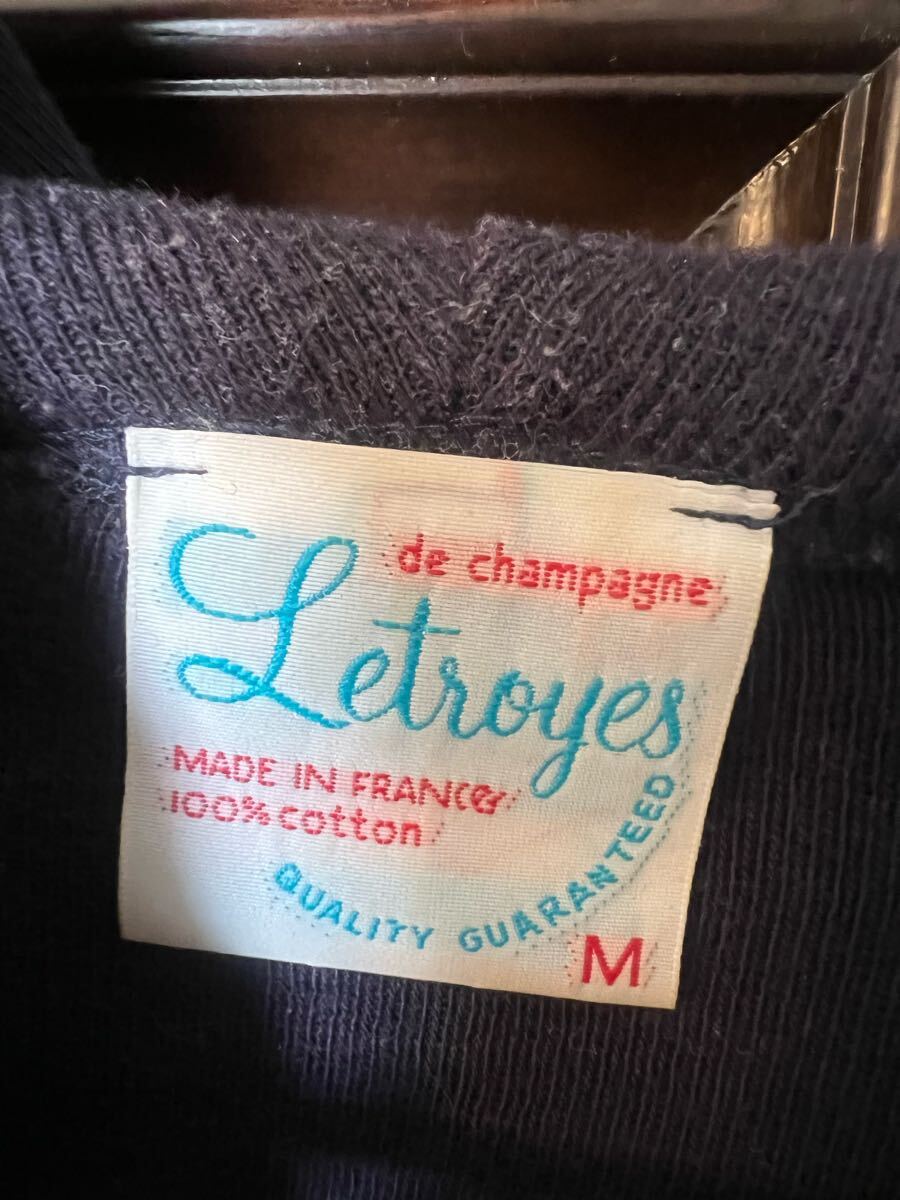 de champagne
Letroyes
MADE IN FRANCE
100% cotton
QUALITY GUARANTEED
M